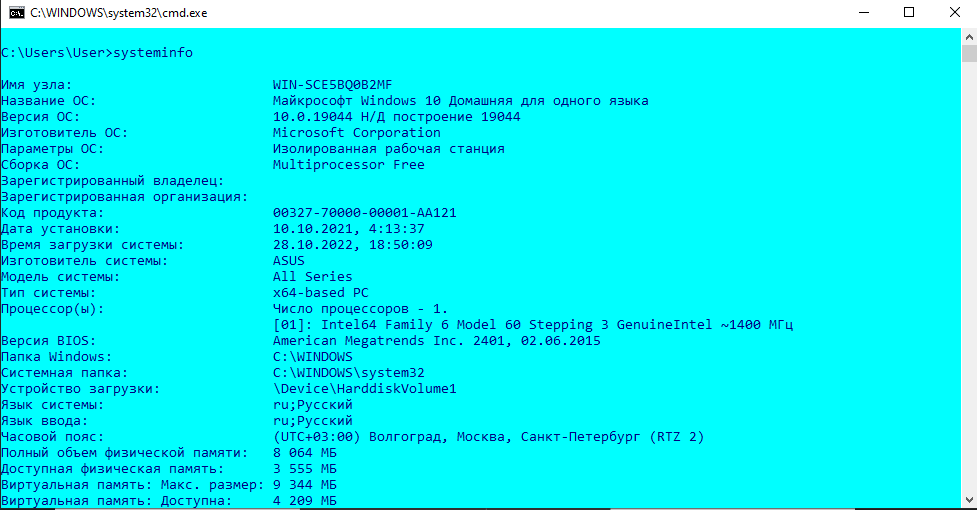 C:\WINDOWS\system32\cmd.exe
C:\Users\User>systeminfo
Имя узла: WIN-SCE5BQ0B2MF
Название ОС: Майкрософт Windows 10 Домашняя для одного языка
Версия ОС: 10.0.19044 Н/Д построение 19044
Изготовитель ОС: Microsoft Corporation
Параметры ОС: Изолированная рабочая станция
Сборка ОС: Multiprocessor Free
Зарегистрированный владелец:
Зарегистрированная организация:
Код продукта: 00327-70000-00001-AA121
Дата установки: 10.10.2021, 4:13:37
Время загрузки системы: 28.10.2022, 18:50:09
Изготовитель системы: ASUS
Модель системы: All Series
Тип системы: x64-based PC
Процессор(ы): Число процессоров - 1.
[01]: Intel64 Family 6 Model 60 Stepping 3 GenuineIntel ~1400 МГц
Версия BIOS: American Megatrends Inc. 2401, 02.06.2015
Папка Windows: C:\WINDOWS
Системная папка: C:\WINDOWS\system32
Устройство загрузки: \Device\HarddiskVolume1
Язык системы: ru;Русский
Язык ввода: ru;Русский
Часовой пояс: (UTC+03:00) Волгоград, Москва, Санкт-Петербург (RTZ 2)
Полный объем физической памяти: 8 064 МБ
Доступная физическая память: 3 555 МБ
Виртуальная память: Макс. размер: 9 344 МБ
Виртуальная память: Доступна: 4 209 МБ